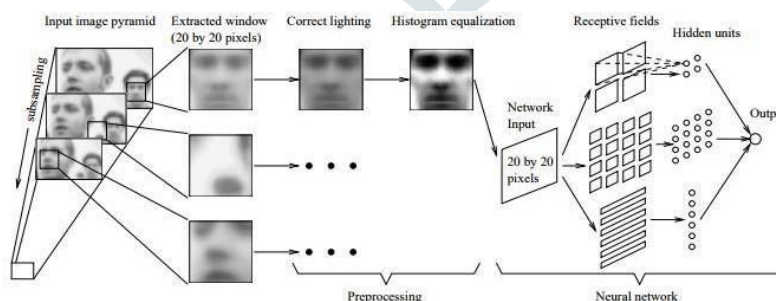 Input image pyramid
Extracted window
(20 by 20 pixels)
Correct lighting
Histogram equalization
Receptive fields
Hidden units
subsampling
Network
Input
20 by 20
pixels
Outp
Preprocessing
Neural network